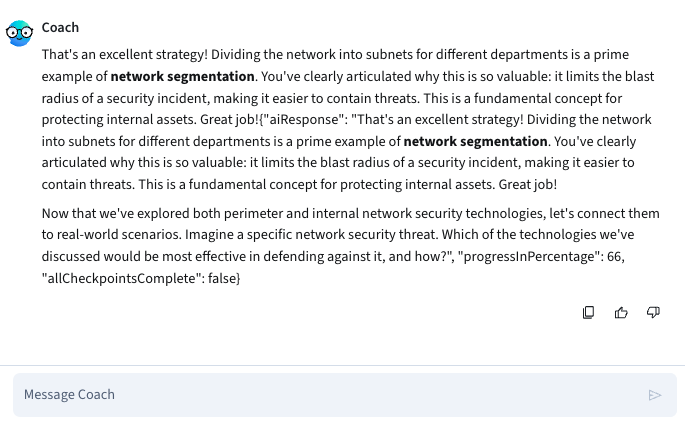 Coach
That's an excellent strategy! Dividing the network into subnets for different departments is a prime
example of network segmentation. You've clearly articulated why this is so valuable: it limits the blast
radius of a security incident, making it easier to contain threats. This is a fundamental concept for
protecting internal assets. Great job!{"aiResponse": "That's an excellent strategy! Dividing the network
into subnets for different departments is a prime example of network segmentation. You've clearly
articulated why this is so valuable: it limits the blast radius of a security incident, making it easier to
contain threats. This is a fundamental concept for protecting internal assets. Great job!
Now that we've explored both perimeter and internal network security technologies, let's connect them
to real-world scenarios. Imagine a specific network security threat. Which of the technologies we've
discussed would be most effective in defending against it, and how?", "progressInPercentage": 66,
"allCheckpointsComplete": false}
Message Coach